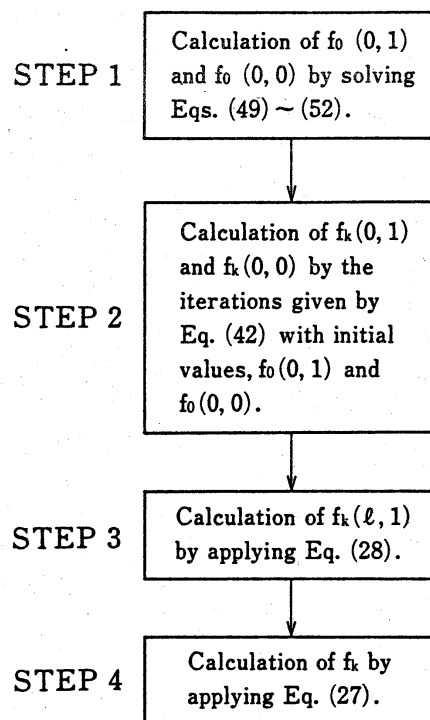 STEP 1
Calculation of f₀ (0, 1)
and f₀ (0, 0) by solving
Eqs. (49) ~ (52).
STEP 2
Calculation of fₖ(0, 1)
and fₖ(0, 0) by the
iterations given by
Eq. (42) with initial
values, f₀(0, 1) and
f₀(0, 0).
STEP 3
Calculation of fₖ(ℓ, 1)
by applying Eq. (28).
STEP 4
Calculation of fₖ by
applying Eq. (27).